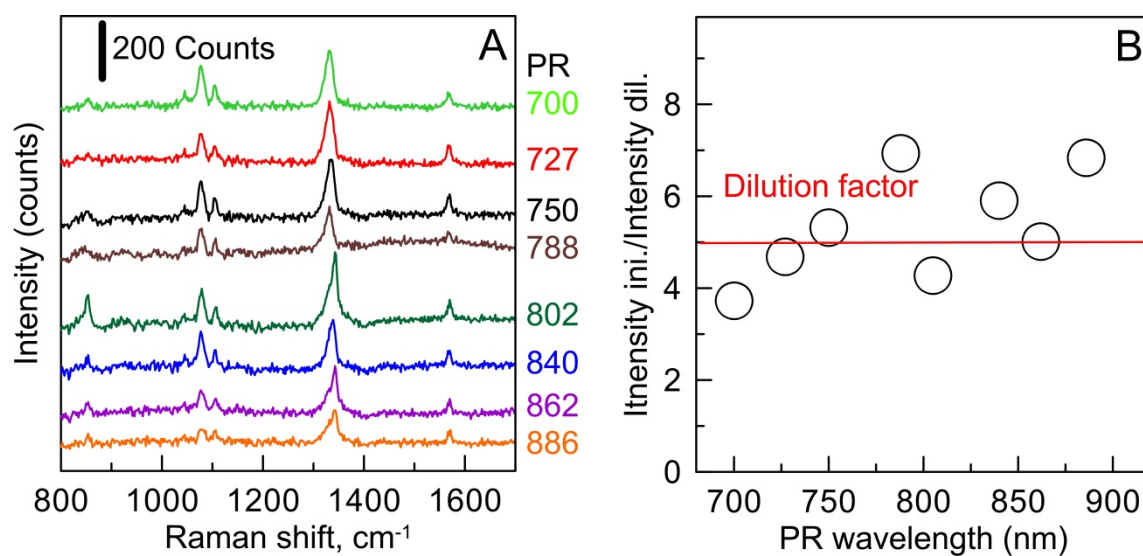 200 Counts
A
PR
700
727
750
788
802
840
862
886
Intensity (counts)
800 1000 1200 1400 1600
Raman shift, cm-1
B
Dilution factor
Itnensity ini./Intensity dil.
8
6
4
2
0
700 750 800 850 900
PR wavelength (nm)